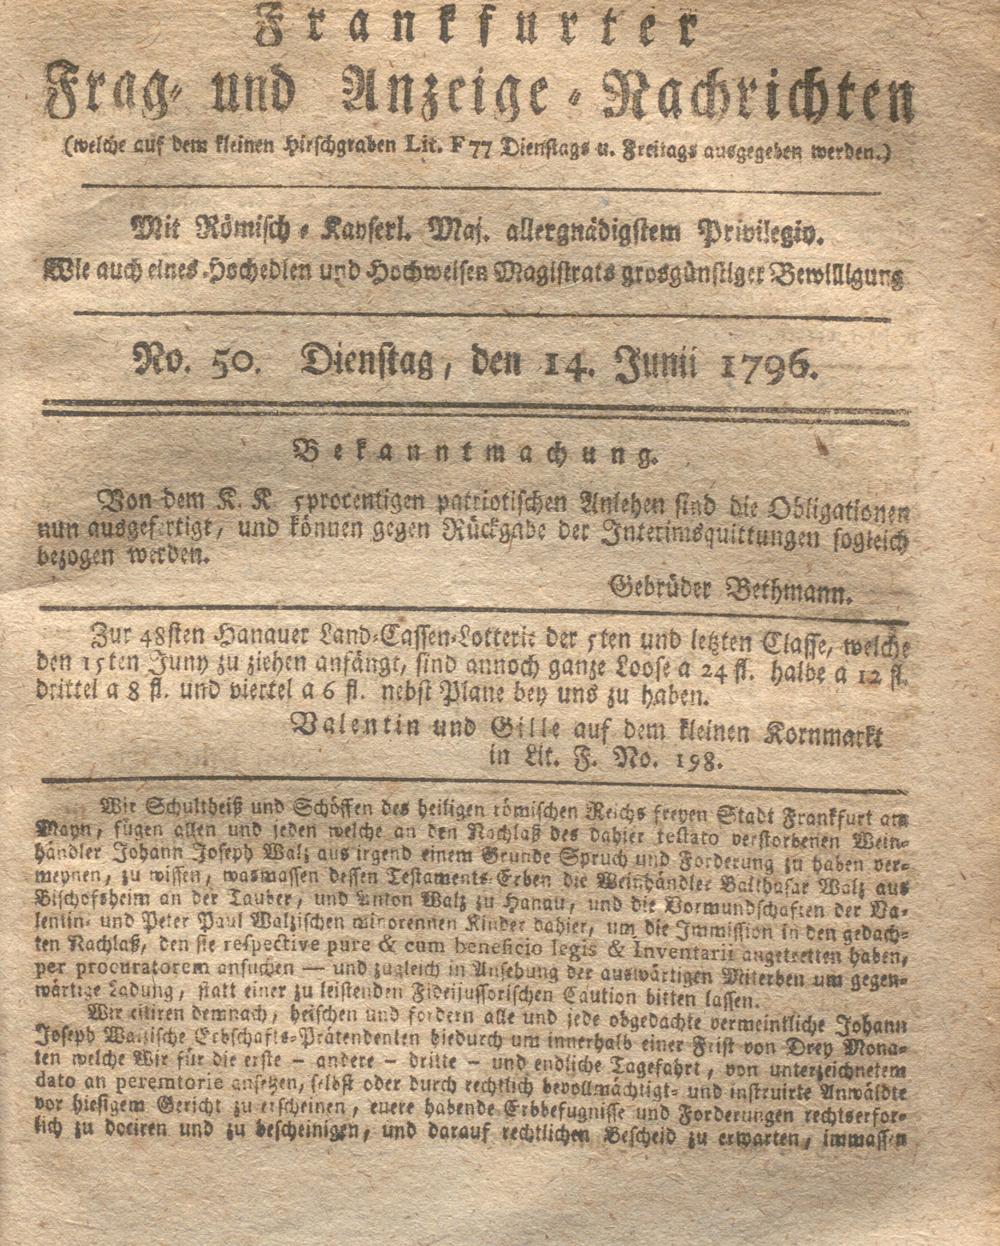 Frankfurter
Frag- und Anzeige-Nachrichten
(welche auf dem kleinen Hirschgraben Lit. F 77 Dienstags u. Freitags ausgegeben werden.)
Mit Römisch-Kayserl. Maj. allergnädigstem Privilegio.
Wie auch eines Hochedlen und Hochweisen Magistrats grosgünstiger Bewilligung
No. 50. Dienstag, den 14. Junii 1796.
Bekanntmachung.
Von dem K. K 5procentigen patriotischen Anlehen sind die Obligationen
nun ausgefertigt, und können gegen Rückgabe der Interimsquittungen sogleich
bezogen werden.
Gebrüder Bethmann.
Zur 48sten Hanauer Land-Cassen-Lotterie der 5ten und letzten Classe, welche
den 15ten Juny zu ziehen anfängt, sind annoch ganze Loose a 24 fl. halbe a 12 fl.
drittel a 8 fl. und viertel a 6 fl. nebst Plane bey uns zu haben.
Valentin und Gille auf dem kleinen Kornmarkt
in Lit. F. No. 198.
Wir Schultheiß und Schöffen des heiligen römischen Reichs freyen Stadt Frankfurt am
Mayn, fügen allen und jeden welche an den Nachlaß des dahier testato verstorbenen Wein-
händler Johann Joseph Walz aus irgend einem Grunde Spruch und Forderung zu haben ver-
meynen, zu wissen, wasmassen dessen Testaments-Erben die Weinhändler Balthasar Walz aus
Bischofsheim an der Tauber, und Anton Walz zu Hanau, und die Vormundschaften der Va-
lentin- und Peter Paul Walzischen minorennen Kinder dahier, um die Immission in den gedach-
ten Nachlaß, den sie respective pure & cum beneficio legis & Inventarii angetretten haben,
per procuratorem ansuchen — und zugleich in Ansehung der auswärtigen Miterben um gegen-
wärtige Ladung, statt einer zu leistenden Fideijussorischen Caution bitten lassen.
Wir citiren demnach, heischen und fordern alle und jede obgedachte vermeintliche Johann
Joseph Walzische Erbschafts-Prätendenten hiedurch um innerhalb einer Frist von Drey Mona-
ten welche Wir für die erste – andere – dritte – und endliche Tagefahrt, von unterzeichnetem
dato an peremtorie ansetzen, selbst oder durch rechtlich bevollmächtigt- und instruirte Anwäldte
vor hiesigem Gericht zu erscheinen, euere habende Erbbefugnisse und Forderungen rechtserfor-
lich zu dociren und zu bescheinigen, und darauf rechtlichen Bescheid zu erwarten, immassen